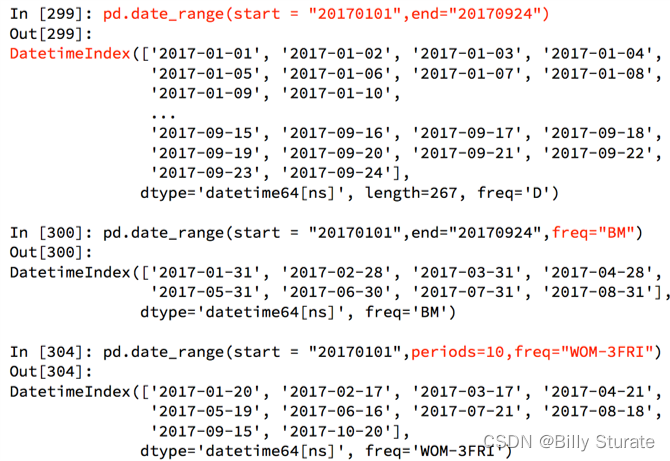 In [299]: pd.date_range(start = "20170101",end="20170924")
Out[299]:
DatetimeIndex(['2017-01-01', '2017-01-02', '2017-01-03', '2017-01-04',
'2017-01-05', '2017-01-06', '2017-01-07', '2017-01-08',
'2017-01-09', '2017-01-10',
...
'2017-09-15', '2017-09-16', '2017-09-17', '2017-09-18',
'2017-09-19', '2017-09-20', '2017-09-21', '2017-09-22',
'2017-09-23', '2017-09-24'],
dtype='datetime64[ns]', length=267, freq='D')
In [300]: pd.date_range(start = "20170101",end="20170924",freq="BM")
Out[300]:
DatetimeIndex(['2017-01-31', '2017-02-28', '2017-03-31', '2017-04-28',
'2017-05-31', '2017-06-30', '2017-07-31', '2017-08-31'],
dtype='datetime64[ns]', freq='BM')
In [304]: pd.date_range(start = "20170101",periods=10,freq="WOM-3FRI")
Out[304]:
DatetimeIndex(['2017-01-20', '2017-02-17', '2017-03-17', '2017-04-21',
'2017-05-19', '2017-06-16', '2017-07-21', '2017-08-18',
'2017-09-15', '2017-10-20'],
dtype='datetime64[ns]', freq='WOM-3FRI')
CSDN @Billy Sturate